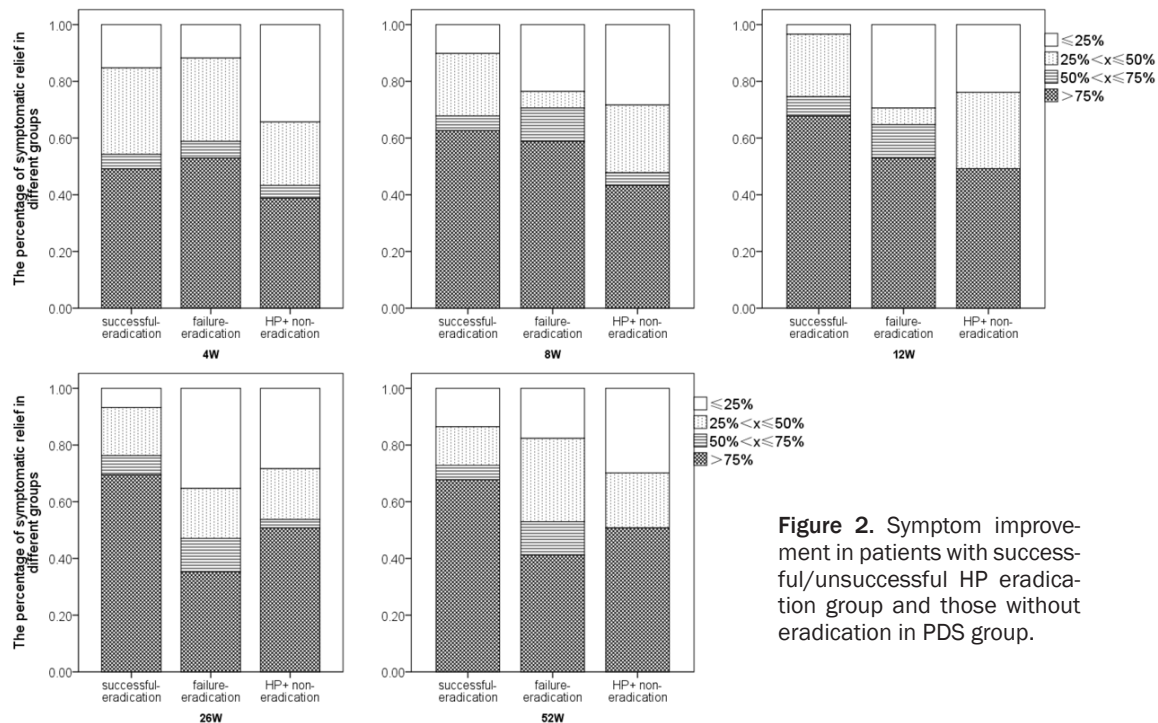 The percentage of symptomatic relief in
different groups
1.00
0.80
0.60
0.40
0.20
0.00
successful-
eradication
failure-
eradication
HP+ non-
eradication
4W
1.00
0.80
0.60
0.40
0.20
0.00
successful-
eradication
failure-
eradication
HP+ non-
eradication
8W
1.00
0.80
0.60
0.40
0.20
0.00
successful-
eradication
failure-
eradication
HP+ non-
eradication
12W
≤25%
25%<x≤50%
50%<x≤75%
>75%
The percentage of symptomatic relief in
different groups
1.00
0.80
0.60
0.40
0.20
0.00
successful-
eradication
failure-
eradication
HP+ non-
eradication
26W
1.00
0.80
0.60
0.40
0.20
0.00
successful-
eradication
failure-
eradication
HP+ non-
eradication
52W
≤25%
25%<x≤50%
50%<x≤75%
>75%
Figure 2. Symptom improve-
ment in patients with success-
ful/unsuccessful HP eradica-
tion group and those without
eradication in PDS group.